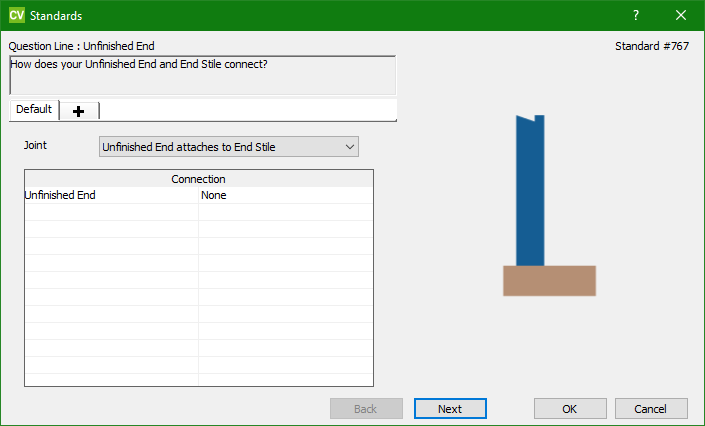 CV Standards ?
Question Line : Unfinished End
Standard #767
How does your Unfinished End and End Stile connect?
Default +
Joint
Unfinished End attaches to End Stile
Connection
Unfinished End None
Back Next OK Cancel